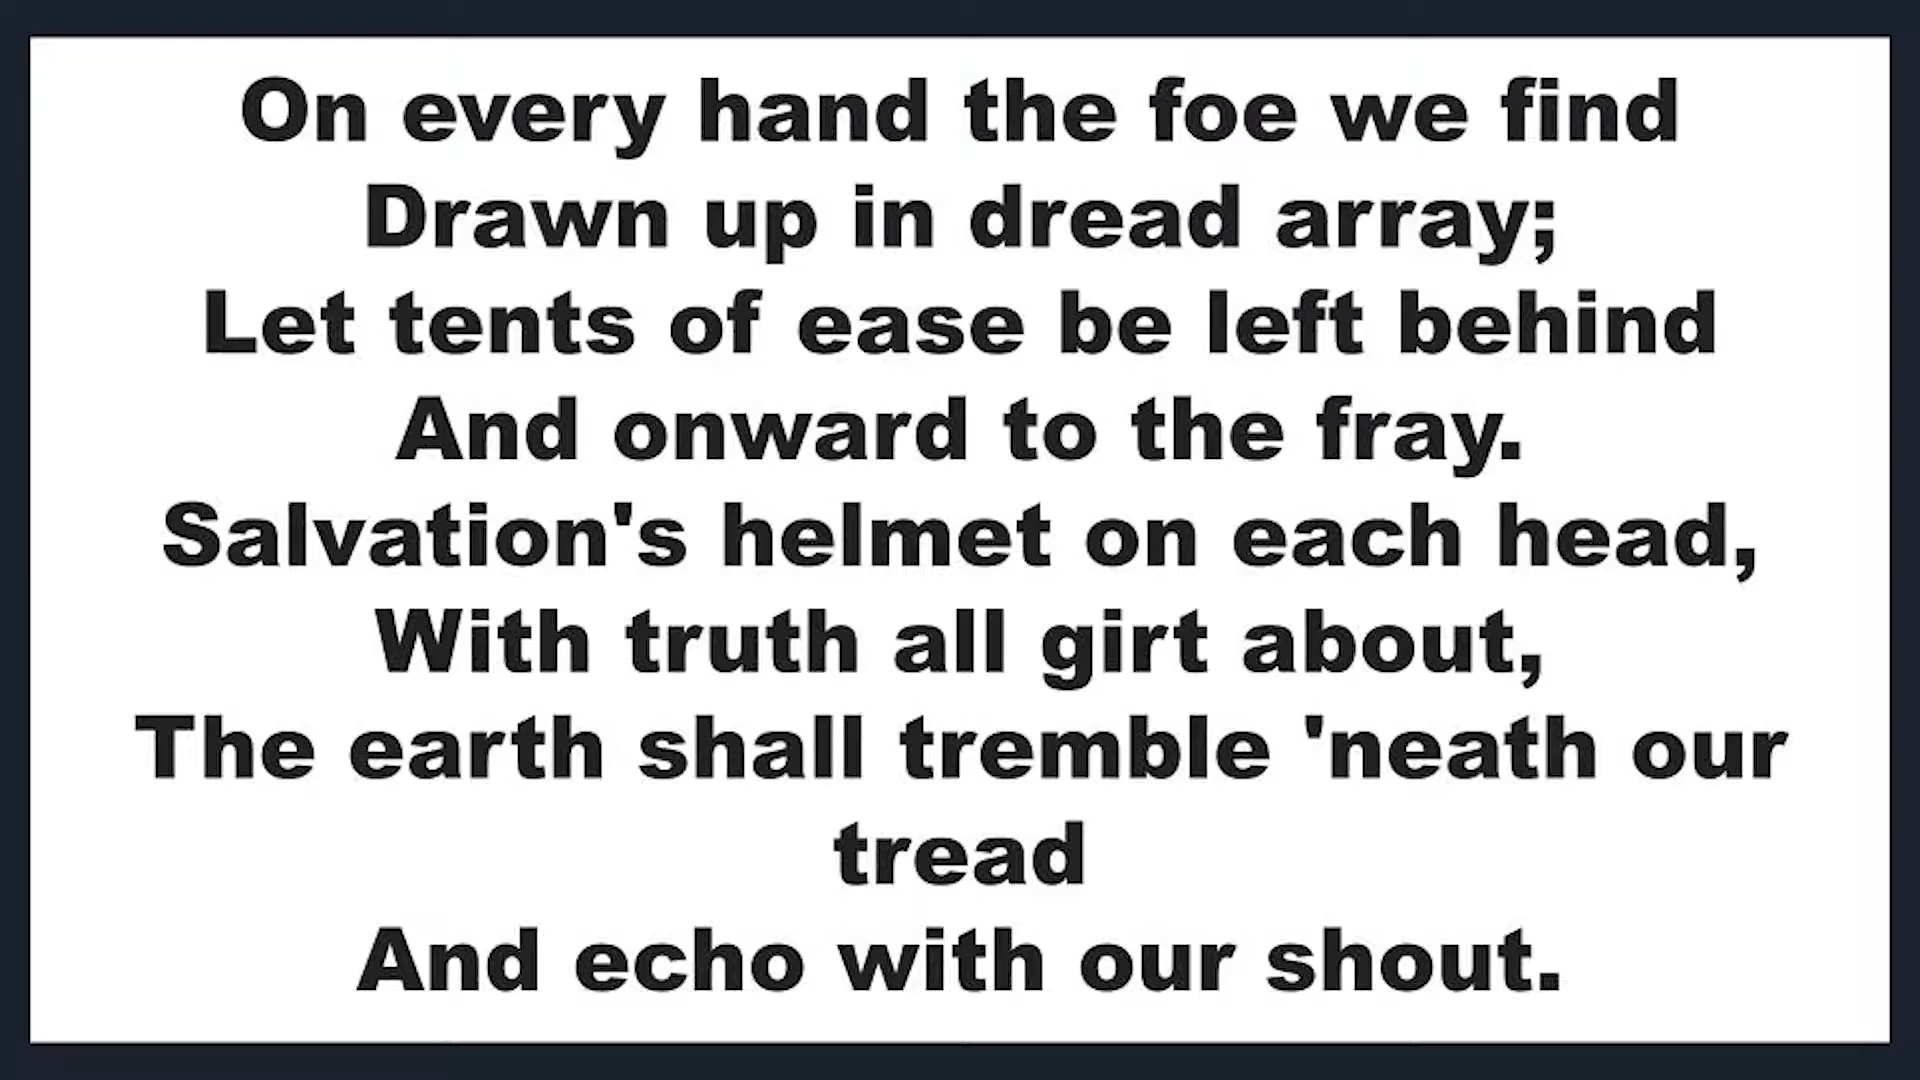 On every hand the foe we find
Drawn up in dread array;
Let tents of ease be left behind
And onward to the fray.
Salvation's helmet on each head,
With truth all girt about,
The earth shall tremble 'neath our
tread
And echo with our shout.